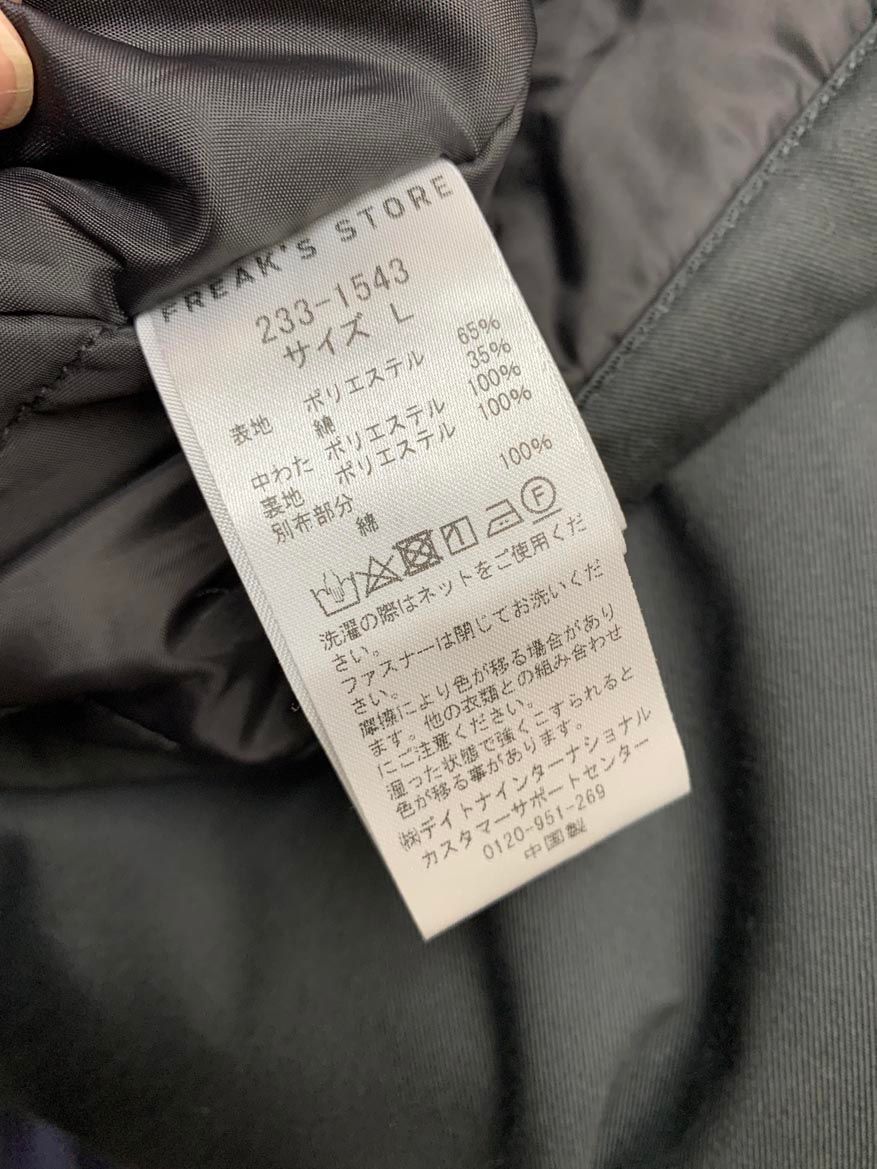 FREAK'S STORE
233-1543
サイズ L
表地 ポリエステル 65%
綿 35%
中わた ポリエステル 100%
裏地 ポリエステル 100%
別布部分
綿 100%
F
洗濯の際はネットをご使用くだ
さい。
ファスナーは閉じてお洗いくだ
さい。
摩擦により色が移る場合があり
ます。他の衣類との組み合わせ
にご注意ください。
湿った状態で強くこすられると
色が移る事があります。
㈱デイトナインターナショナル
カスタマーサポートセンター
0120-951-269
中国製